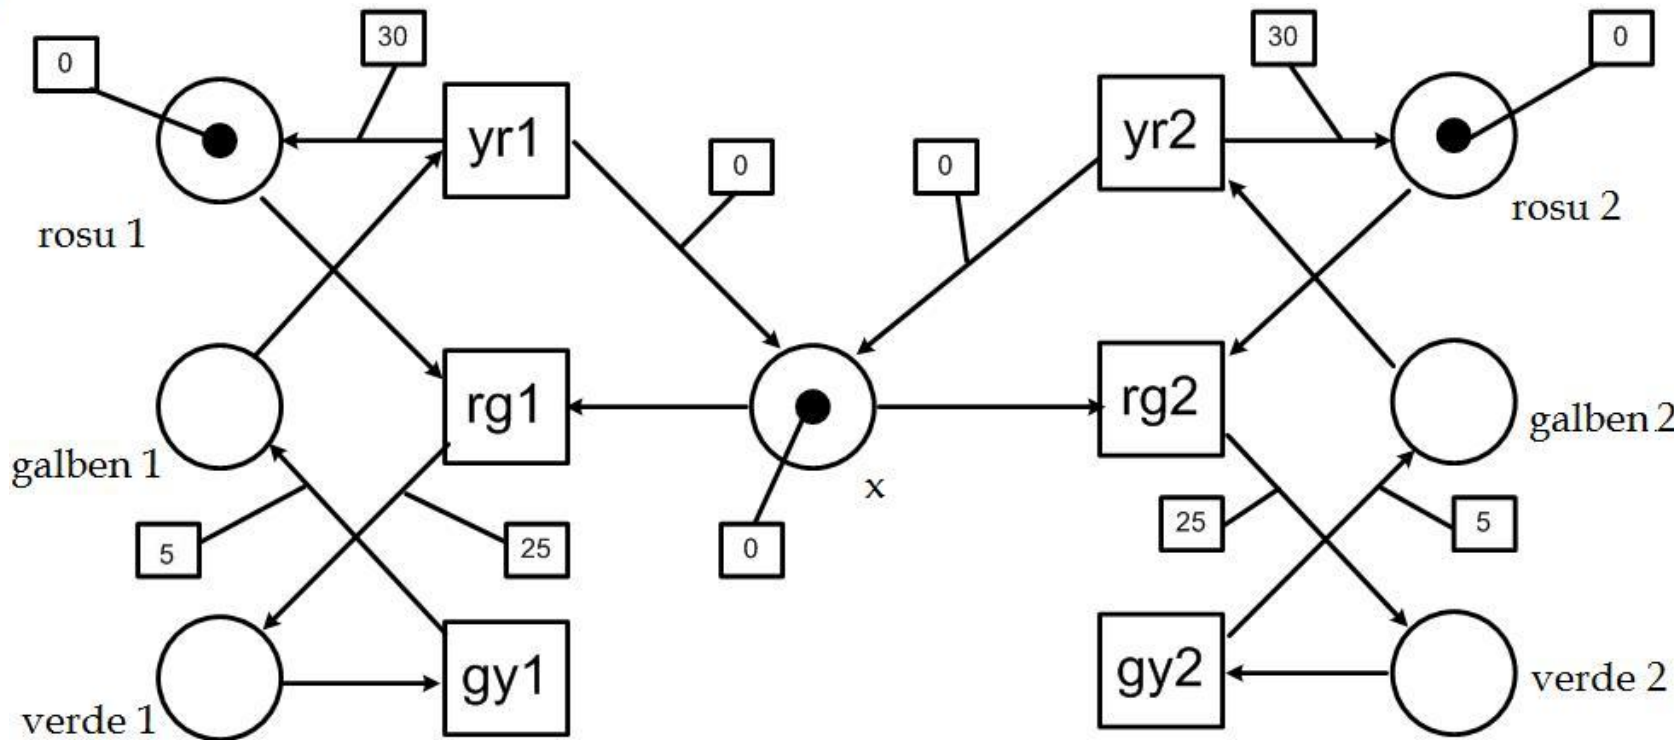 0
30
30
0
yr1
yr2
0
0
rosu 1
rosu 2
rg1
rg2
galben 1
galben 2
x
5
25
0
25
5
gy1
gy2
verde 1
verde 2